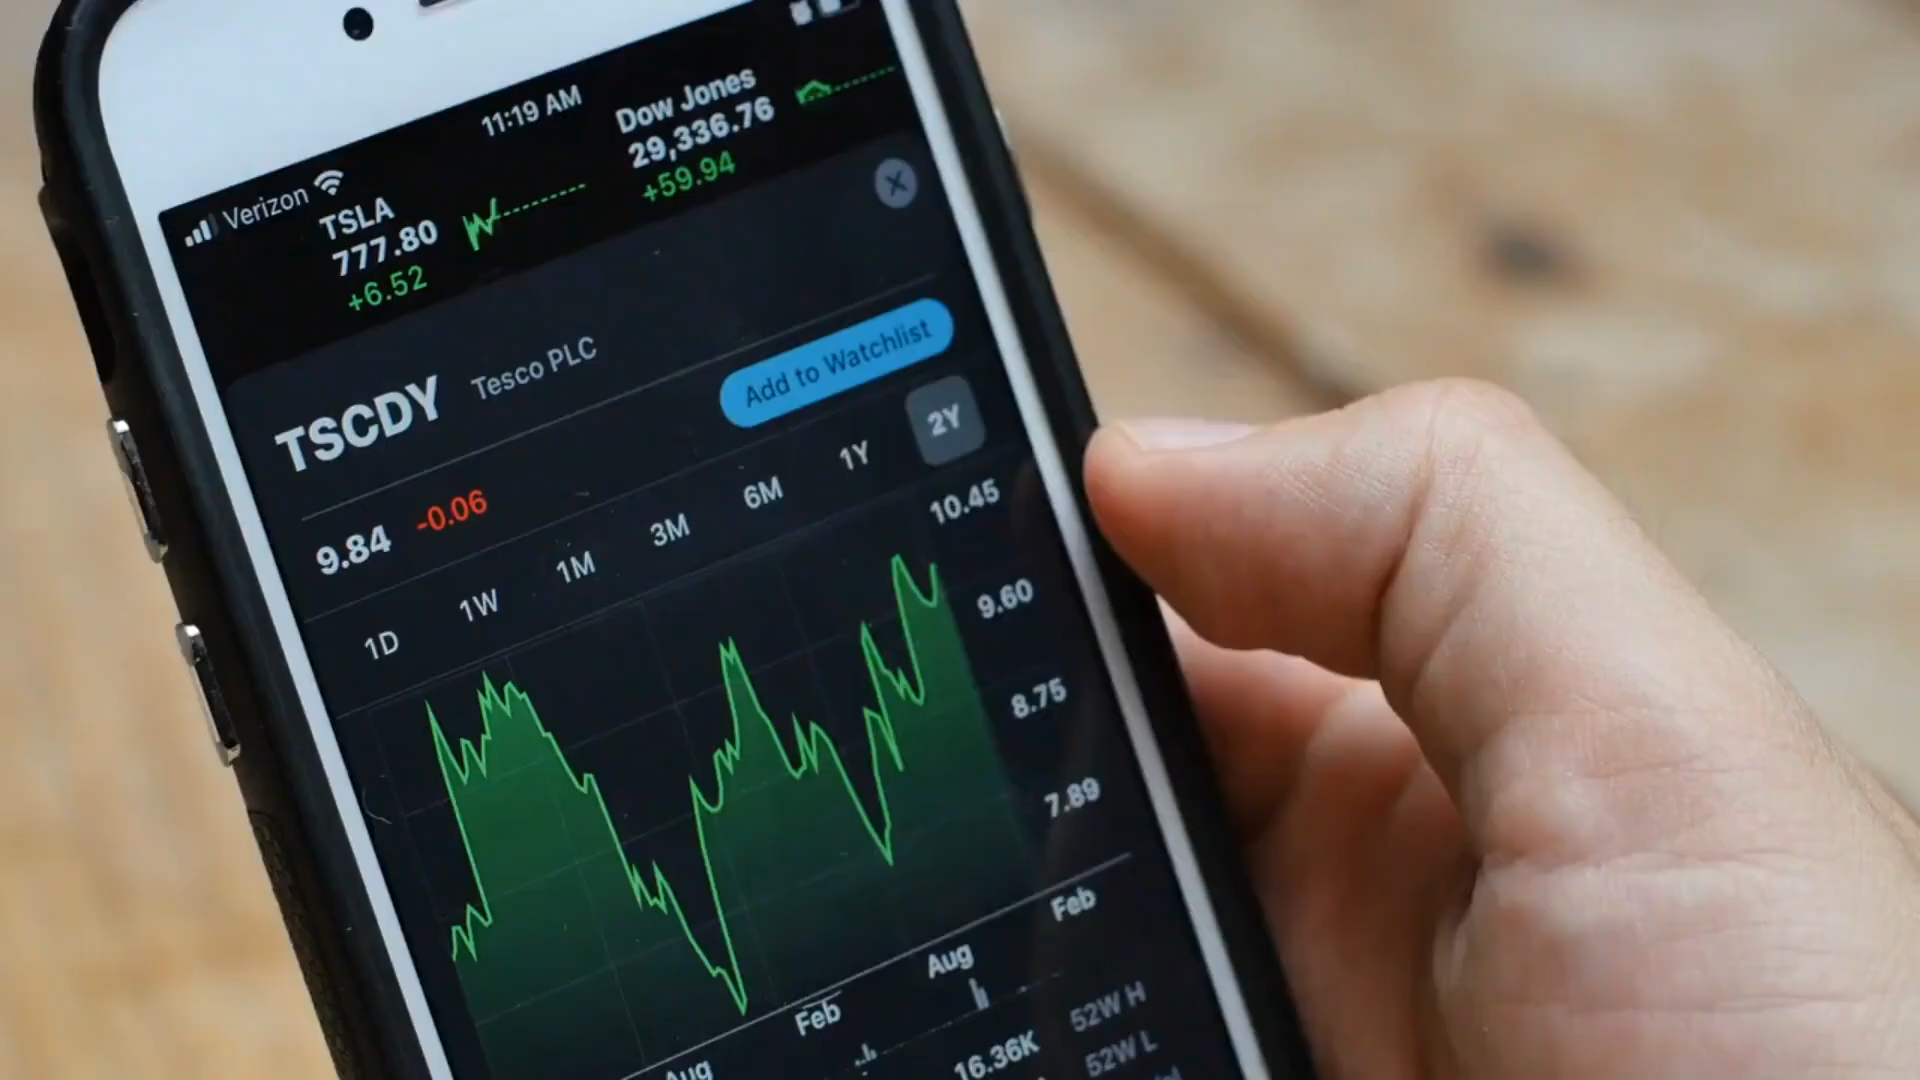 11:19 AM
Verizon
TSLA
777.80
+6.52
Dow Jones
29,336.76
+59.94
TSCDY Tesco PLC
Add to Watchlist
9.84 -0.06
1D 1W 1M 3M 6M 1Y 2Y
10.45
9.60
8.75
7.89
Aug Feb Aug Feb
16.36K
52W H
52W L